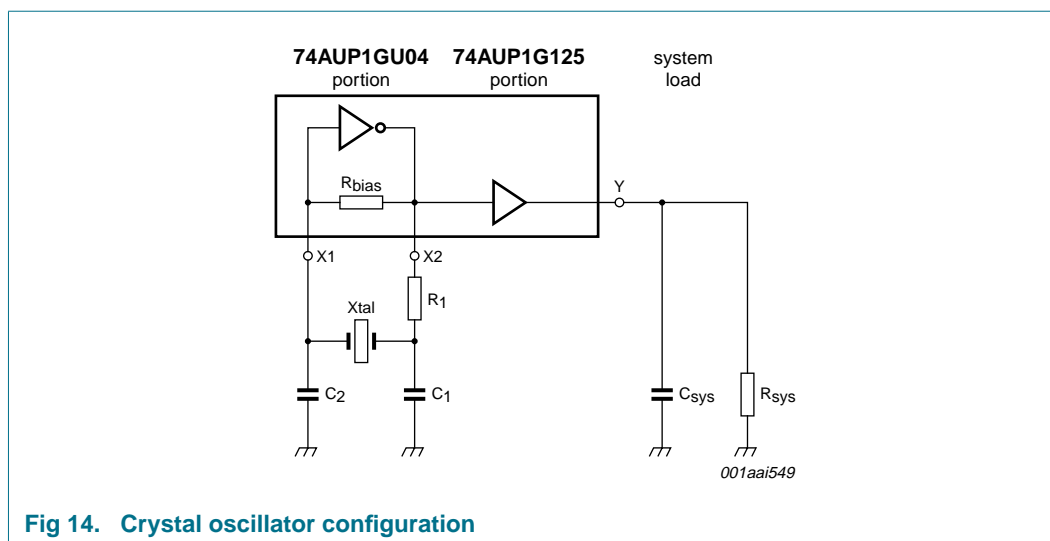 74AUP1GU04 74AUP1G125 system
portion portion load
Rbias
Y
X1 X2
R1
Xtal
C2 C1 Csys Rsys
001aai549
Fig 14. Crystal oscillator configuration